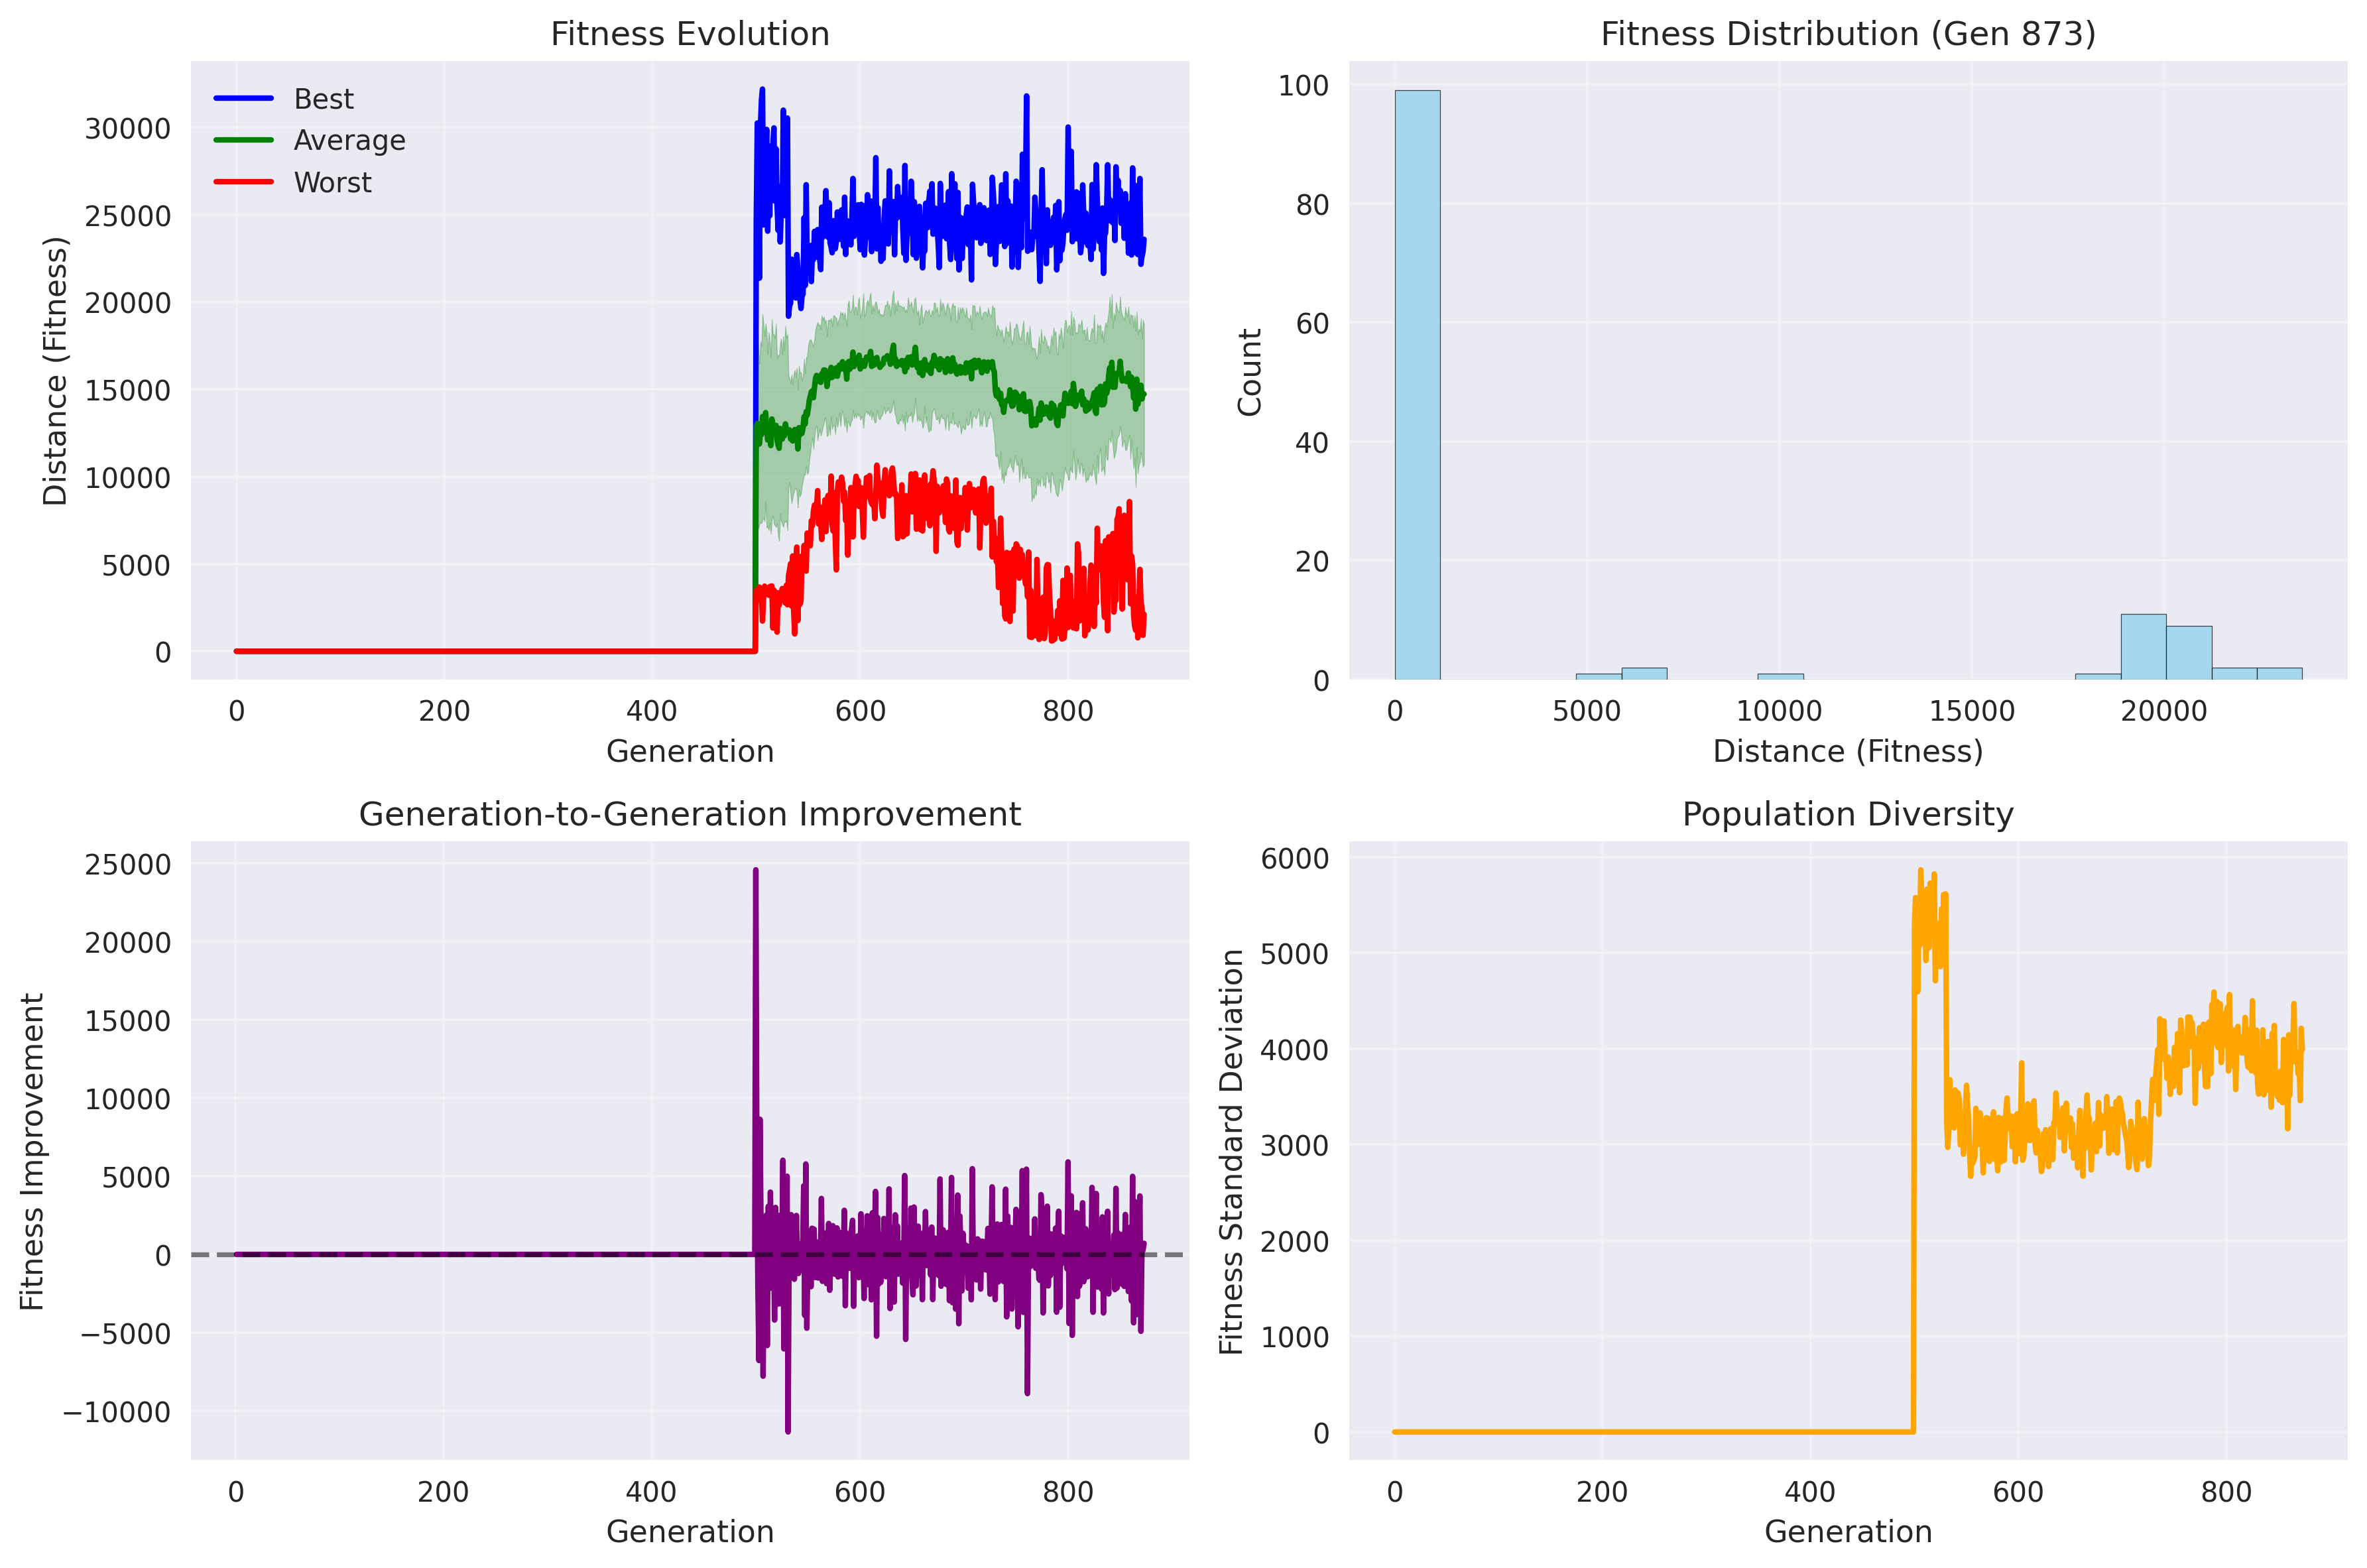 Fitness Evolution
Distance (Fitness)
30000
25000
20000
15000
10000
5000
0
Best
Average
Worst
0 200 400 600 800
Generation
Fitness Distribution (Gen 873)
Count
100
80
60
40
20
0
0 5000 10000 15000 20000
Distance (Fitness)
Generation-to-Generation Improvement
Fitness Improvement
25000
20000
15000
10000
5000
0
−5000
−10000
0 200 400 600 800
Generation
Population Diversity
Fitness Standard Deviation
6000
5000
4000
3000
2000
1000
0
0 200 400 600 800
Generation